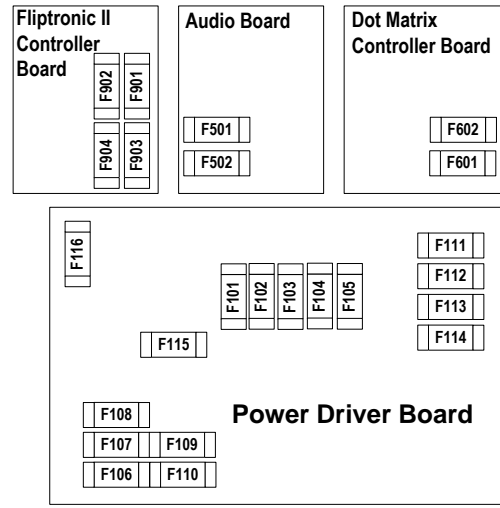 Fliptronic II
Controller
Board
F902
F901
F904
F903
Audio Board
F501
F502
Dot Matrix
Controller Board
F602
F601
F116
F101
F102
F103
F104
F105
F111
F112
F113
F114
F115
F108
F107
F109
F106
F110
Power Driver Board